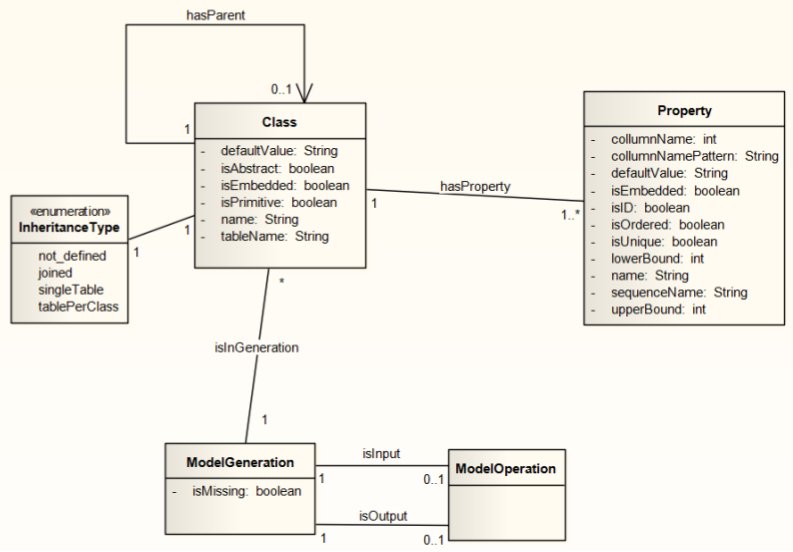 hasParent
0..1
1
Class
- defaultValue: String
- isAbstract: boolean
- isEmbedded: boolean
- isPrimitive: boolean
- name: String
- tableName: String
hasProperty
1
1..*
Property
- collumnName: int
- collumnNamePattern: String
- defaultValue: String
- isEmbedded: boolean
- isID: boolean
- isOrdered: boolean
- isUnique: boolean
- lowerBound: int
- name: String
- sequenceName: String
- upperBound: int
«enumeration»
InheritanceType
not_defined
joined
singleTable
tablePerClass
1
1
*
isInGeneration
1
ModelGeneration
- isMissing: boolean
isInput
1
0..1
isOutput
1
0..1
ModelOperation